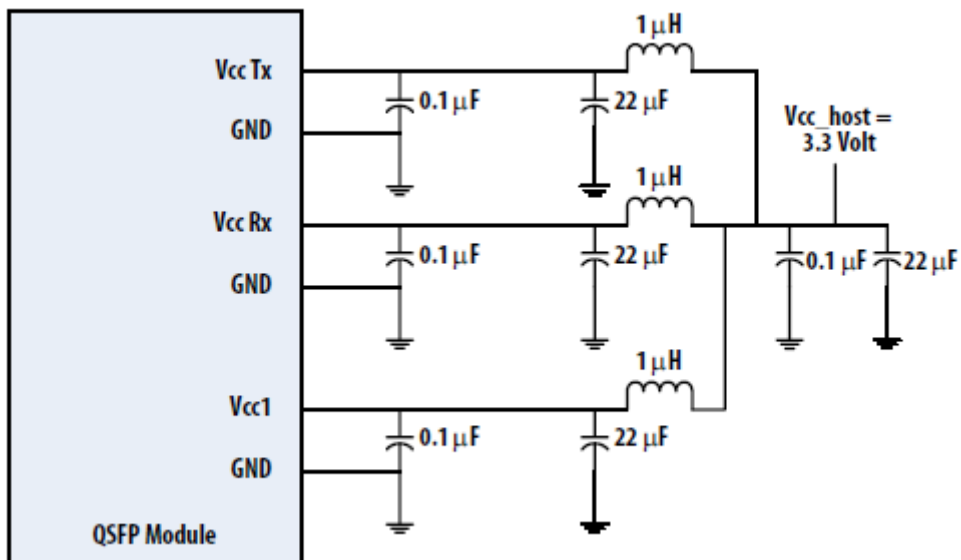 1 μH
Vcc Tx
0.1 μF
22 μF
GND
Vcc_host =
3.3 Volt
1 μH
Vcc Rx
0.1 μF
22 μF
0.1 μF
22 μF
GND
1 μH
Vcc1
0.1 μF
22 μF
GND
QSFP Module